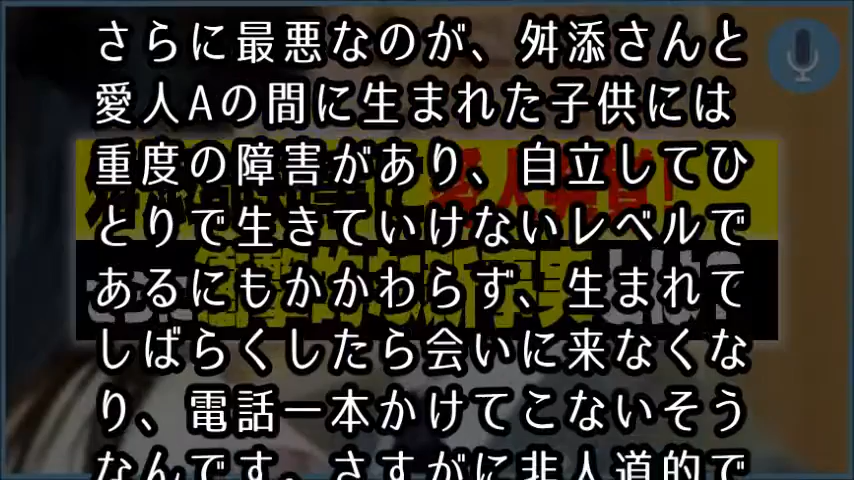 さらに最悪なのが、舛添さんと
愛人Aの間に生まれた子供には
重度の障害があり、自立してひ
とりで生きていけないレベルで
あるにもかかわらず、生まれて
しばらくしたら会いに来なくな
り、電話一本かけてこないそう
なんです。さすがに非人道的で